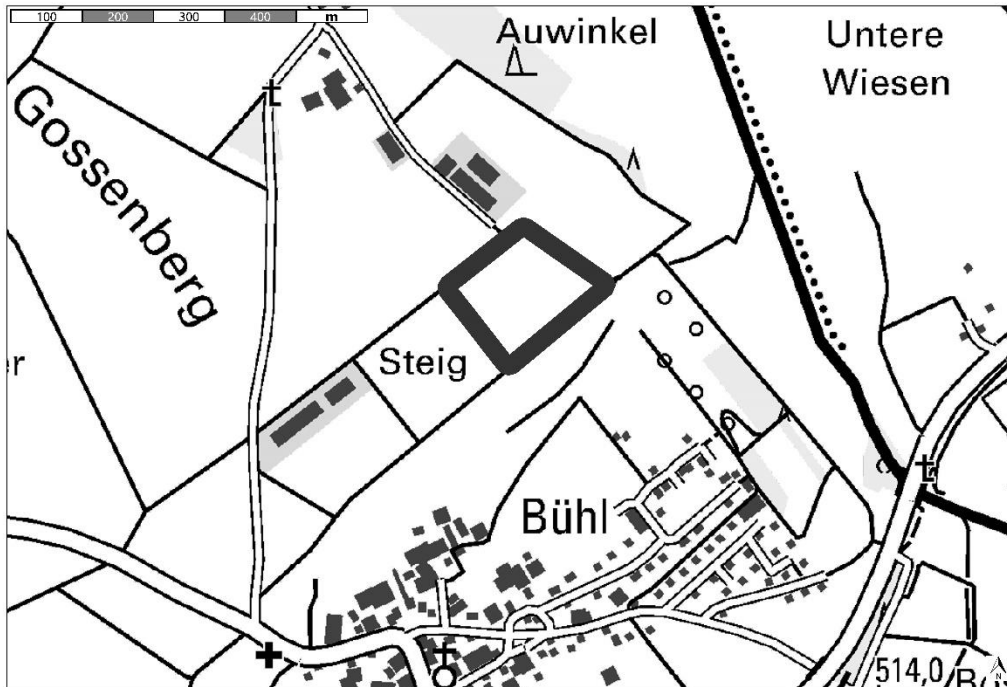 100 200 300 400 m
Auwinkel
Untere
Wiesen
Gossenberg
r
Steig
Bühl
514,0